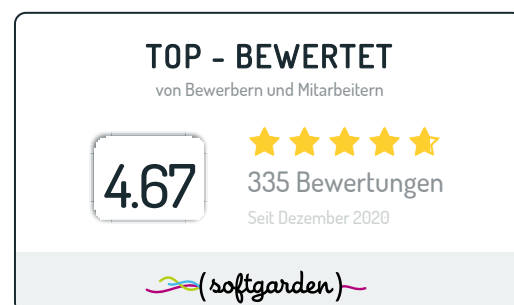 TOP - BEWERTET
von Bewerbern und Mitarbeitern
4.67
335 Bewertungen
Seit Dezember 2020
(softgarden)